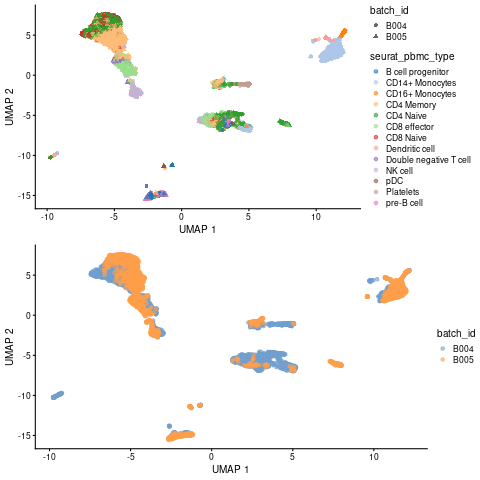 batch_id
B004
B005
seurat_pbmc_type
B cell progenitor
CD14+ Monocytes
CD16+ Monocytes
CD4 Memory
CD4 Naive
CD8 effector
CD8 Naive
Dendritic cell
Double negative T cell
NK cell
pDC
Platelets
pre-B cell
UMAP 2
5
0
-5
-10
-15
-10
-5
0
5
10
UMAP 1
UMAP 2
5
0
-5
-10
-15
-10
-5
0
5
10
UMAP 1
batch_id
B004
B005